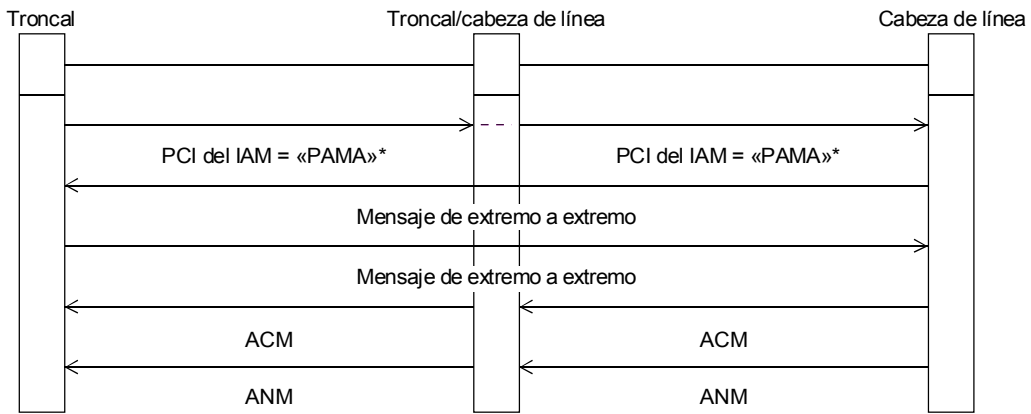 Troncal Troncal/cabeza de línea Cabeza de línea
PCI del IAM = «PAMA»* PCI del IAM = «PAMA»*
Mensaje de extremo a extremo
Mensaje de extremo a extremo
ACM ACM
ANM ANM